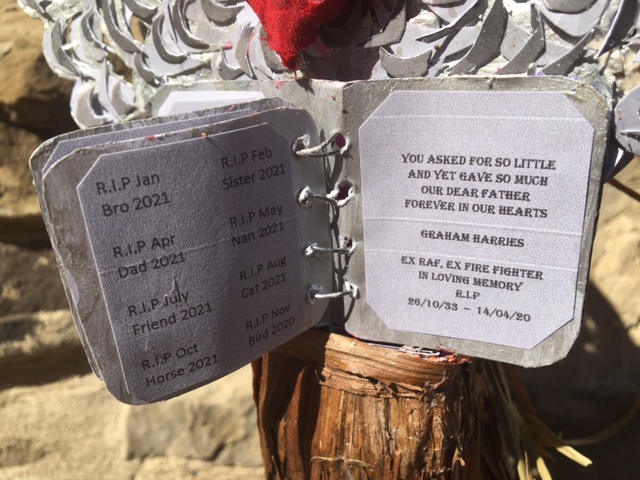 R.I.P Jan
Bro 2021
R.I.P Feb
Sister 2021
R.I.P Apr
Dad 2021
R.I.P May
Nan 2021
R.I.P July
Friend 2021
R.I.P Aug
Cat 2021
R.I.P Oct
Horse 2021
R.I.P Nov
Bird 2020
YOU ASKED FOR SO LITTLE
AND YET GAVE SO MUCH
OUR DEAR FATHER
FOREVER IN OUR HEARTS
GRAHAM HARRIES
EX RAF, EX FIRE FIGHTER
IN LOVING MEMORY
R.I.P
26/10/33 – 14/04/20